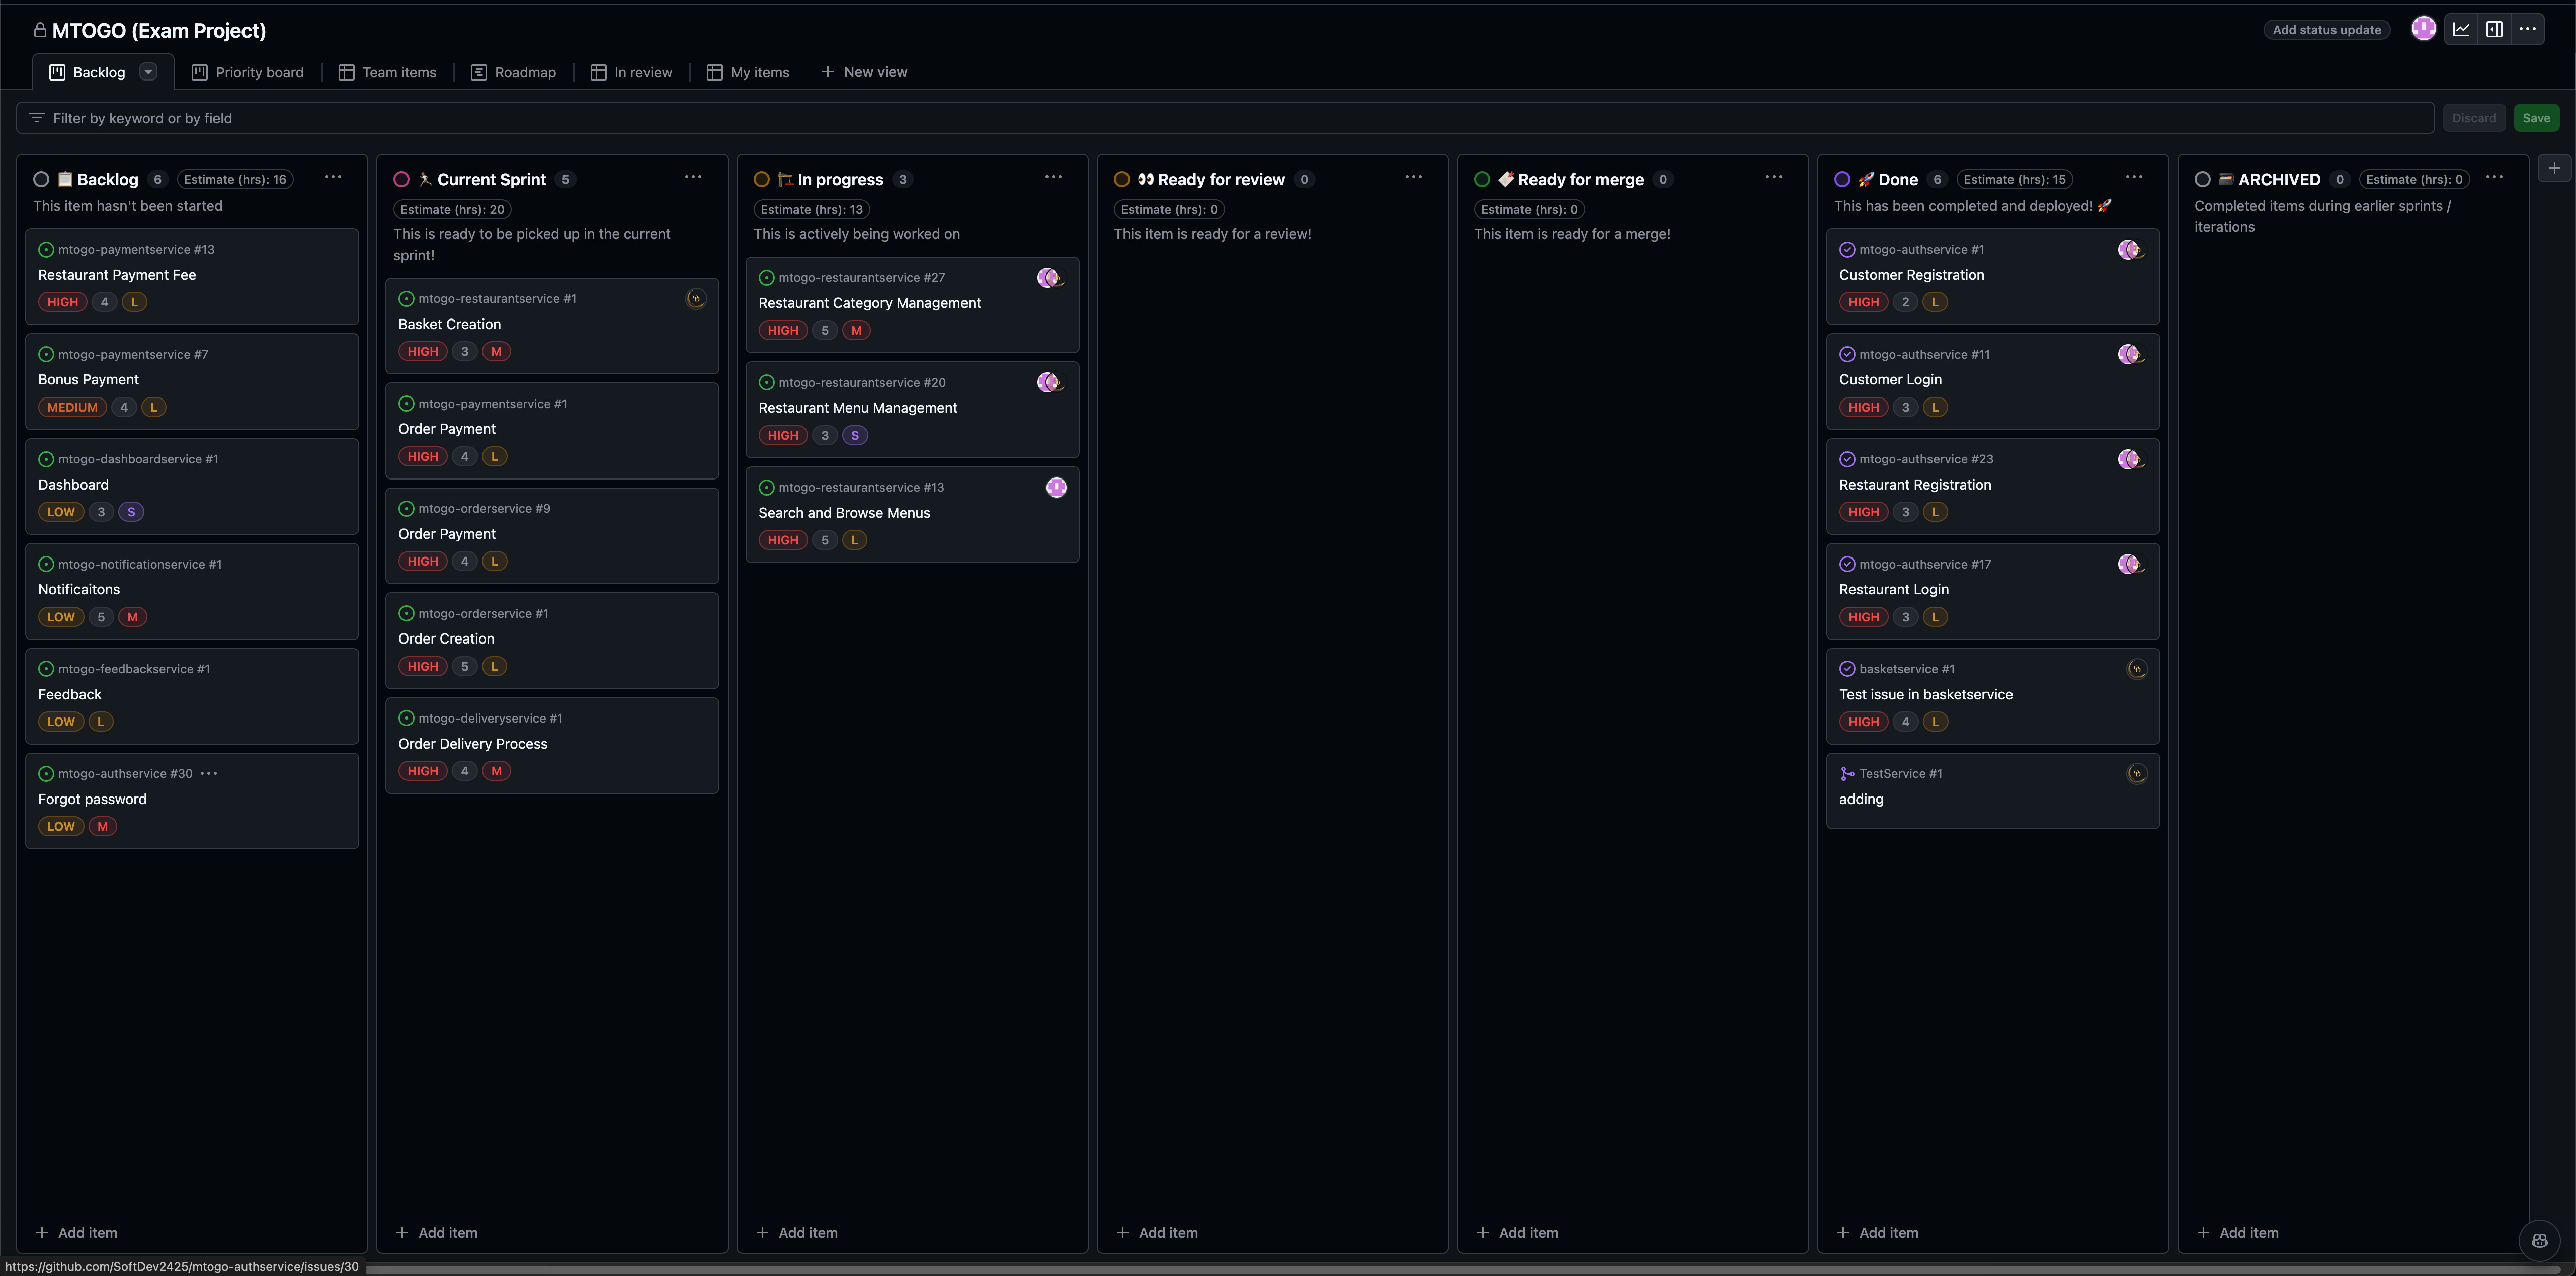 MTOGO (Exam Project)
Add status update
Backlog
Priority board
Team items
Roadmap
In review
My items
New view
Filter by keyword or by field
Discard
Save
Backlog 6 Estimate (hrs): 16
This item hasn't been started
mtogo-paymentservice #13
Restaurant Payment Fee
HIGH 4 L
mtogo-paymentservice #7
Bonus Payment
MEDIUM 4 L
mtogo-dashboardservice #1
Dashboard
LOW 3 S
mtogo-notificationservice #1
Notificaitons
LOW 5 M
mtogo-feedbackservice #1
Feedback
LOW L
mtogo-authservice #30
Forgot password
LOW M
Add item
Current Sprint 5
Estimate (hrs): 20
This is ready to be picked up in the current
sprint!
mtogo-restaurantservice #1
Basket Creation
HIGH 3 M
mtogo-paymentservice #1
Order Payment
HIGH 4 L
mtogo-orderservice #9
Order Payment
HIGH 4 L
mtogo-orderservice #1
Order Creation
HIGH 5 L
mtogo-deliveryservice #1
Order Delivery Process
HIGH 4 M
Add item
In progress 3
Estimate (hrs): 13
This is actively being worked on
mtogo-restaurantservice #27
Restaurant Category Management
HIGH 5 M
mtogo-restaurantservice #20
Restaurant Menu Management
HIGH 3 S
mtogo-restaurantservice #13
Search and Browse Menus
HIGH 5 L
Add item
Ready for review 0
Estimate (hrs): 0
This item is ready for a review!
Add item
Ready for merge 0
Estimate (hrs): 0
This item is ready for a merge!
Add item
Done 6 Estimate (hrs): 15
This has been completed and deployed! 🚀
mtogo-authservice #1
Customer Registration
HIGH 2 L
mtogo-authservice #11
Customer Login
HIGH 3 L
mtogo-authservice #23
Restaurant Registration
HIGH 3 L
mtogo-authservice #17
Restaurant Login
HIGH 3 L
basketservice #1
Test issue in basketservice
HIGH 4 L
TestService #1
adding
Add item
ARCHIVED 0 Estimate (hrs): 0
Completed items during earlier sprints /
iterations
Add item
https://github.com/SoftDev2425/mtogo-authservice/issues/30